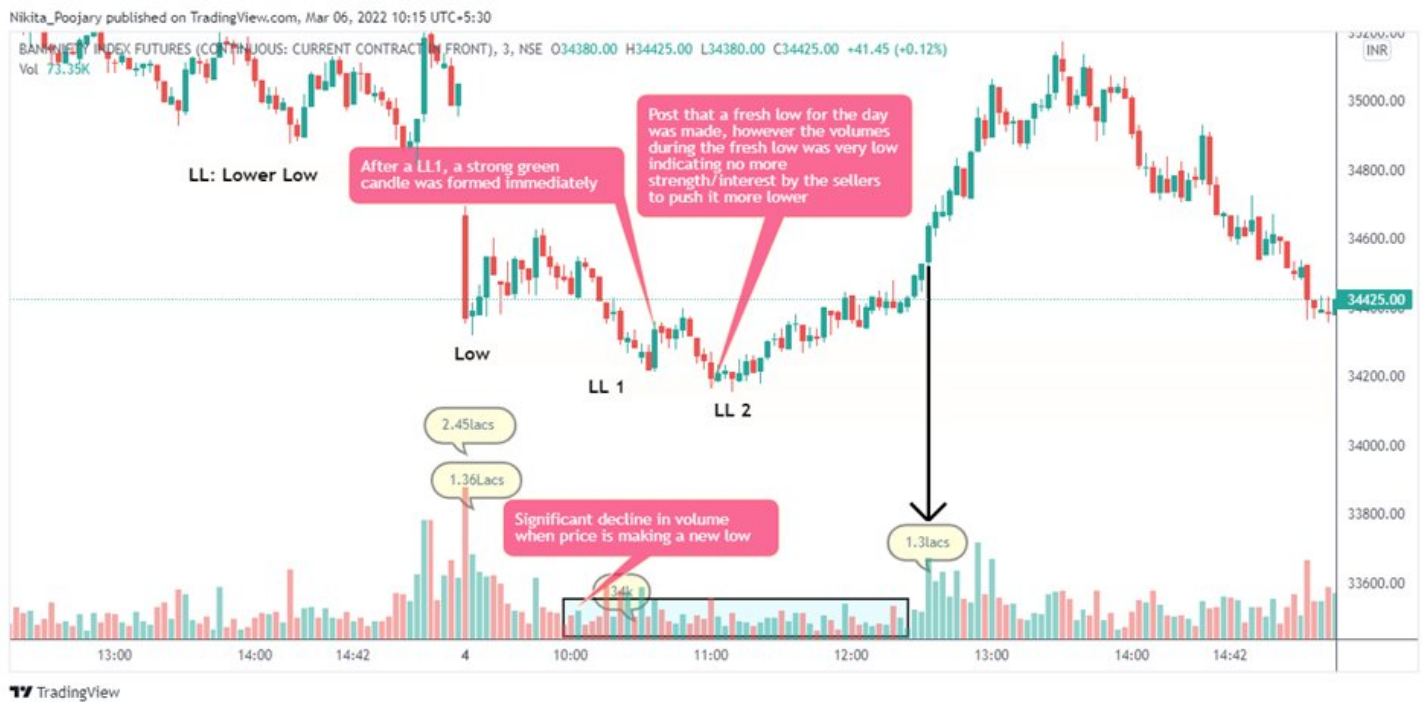 Nikita_Poojary published on TradingView.com, Mar 06, 2022 10:15 UTC+5:30
BANKNIFTY INDEX FUTURES (CONTINUOUS: CURRENT CONTRACT IN FRONT), 3, NSE O34380.00 H34425.00 L34380.00 C34425.00 +41.45 (+0.12%)
Vol 73.35K
35200.00
INR
35000.00
34800.00
34600.00
34425.00
34400.00
34200.00
34000.00
33800.00
33600.00
LL: Lower Low
After a LL1, a strong green
candle was formed immediately
Post that a fresh low for the day
was made, however the volumes
during the fresh low was very low
indicating no more
strength/interest by the sellers
to push it more lower
Low
LL 1
LL 2
2.45lacs
1.36Lacs
Significant decline in volume
when price is making a new low
34k
1.3lacs
13:00 14:00 14:42 4 10:00 11:00 12:00 13:00 14:00 14:42
TradingView